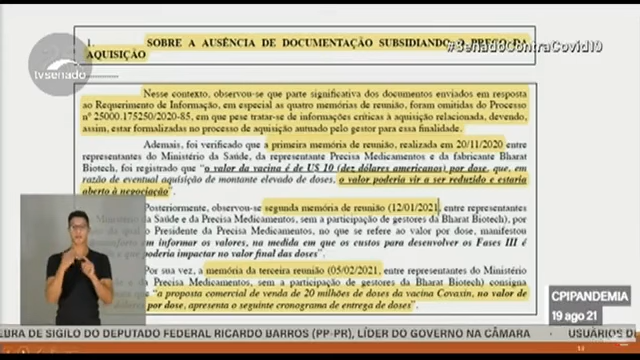 1. SOBRE A AUSÊNCIA DE DOCUMENTAÇÃO SUBSIDIANDO O PREÇO DA
AQUISIÇÃO
#SenadoContraCovid19
tvsenado
Nesse contexto, observou-se que parte significativa dos documentos enviados em resposta
ao Requerimento de Informação, em especial as quatro memórias de reunião, foram omitidas do Processo
nº 25000.175250/2020-85, em que pese tratar-se de informações críticas à aquisição relacionada, devendo,
assim, estar formalizadas no processo de aquisição autuado pelo gestor para essa finalidade.
Ademais, foi verificado que a primeira memória de reunião, realizada em 20/11/2020 entre
representantes do Ministério da Saúde, da representante Precisa Medicamentos e da fabricante Bharat
Biotech, foi registrado que "o valor da vacina é de U$ 10 (dez dólares americanos) por dose, que, em
razão de eventual aquisição de montante elevado de doses, o valor poderia vir a ser reduzido e estaria
aberto à negociação".
Posteriormente, observou-se segunda memória de reunião (12/01/2021, entre representantes
Ministério da Saúde e da Precisa Medicamentos, sem a participação de gestores da Bharat Biotech), por
da qual o Presidente da Precisa Medicamentos, no que se refere ao valor por dose, manifestou
em informar os valores, na medida em que os custos para desenvolver os Fases III é
que poderia impactar no valor final das doses"
Por sua vez, a memória da terceira reunião (05/02/2021, entre representantes do Ministério
e da Precisa Medicamentos, sem a participação de gestores da Bharat Biotech) consigna
que "a proposta comercial de venda de 20 milhões de doses da vacina Covaxin, no valor de
dólares por dose, apresenta o seguinte cronograma de entrega de doses".
CPIPANDEMIA
19 ago 21
EBRA DE SIGILO DO DEPUTADO FEDERAL RICARDO BARROS (PP-PR), LÍDER DO GOVERNO NA CÂMARA USUÁRIOS D